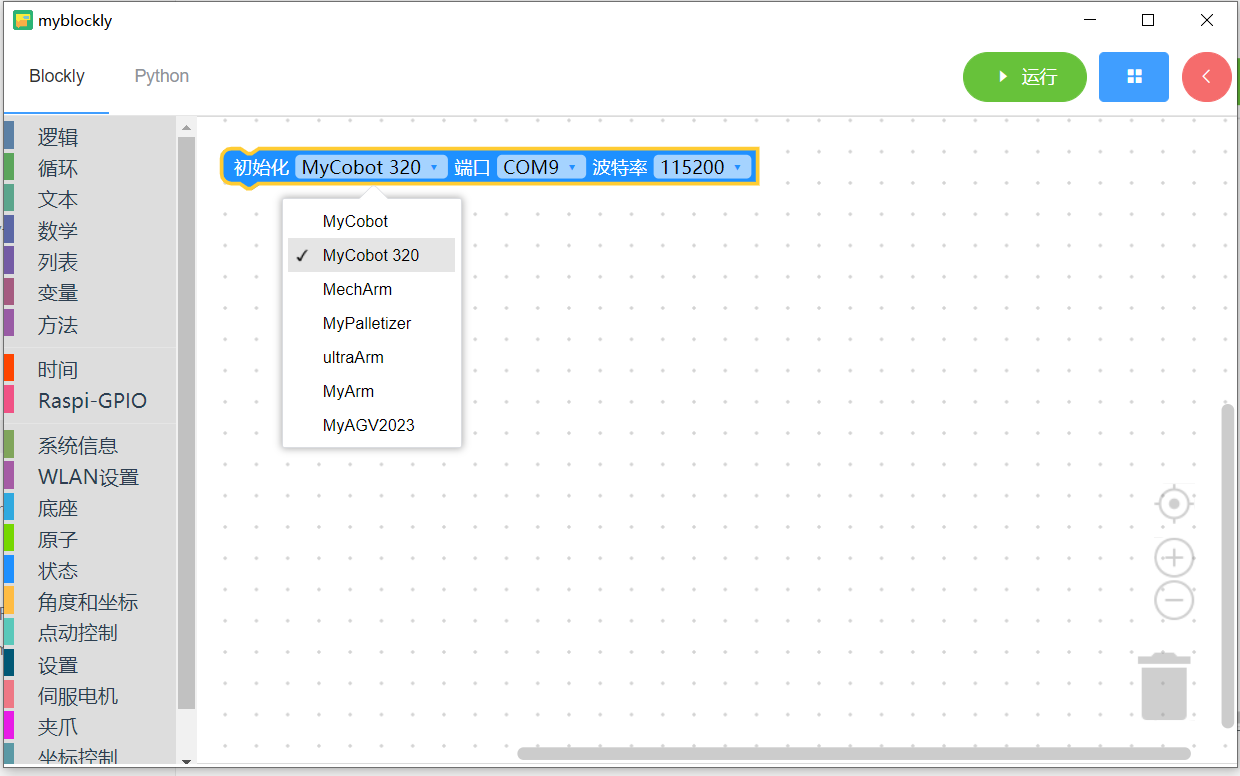 myblockly
Blockly
Python
运行
逻辑
循环
文本
数学
列表
变量
方法
时间
Raspi-GPIO
系统信息
WLAN设置
底座
原子
状态
角度和坐标
点动控制
设置
伺服电机
夹爪
坐标控制
初始化 MyCobot 320 端口 COM9 波特率 115200
MyCobot
✓ MyCobot 320
MechArm
MyPalletizer
ultraArm
MyArm
MyAGV2023